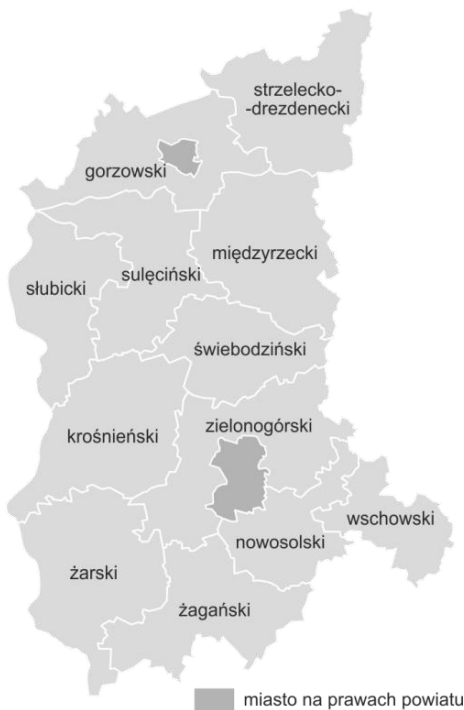 strzelecko-
-drezdenecki
gorzowski
międzyrzecki
sulęciński
słubicki
świebodziński
zielonogórski
krośnieński
wschowski
nowosolski
żarski
żagański
miasto na prawach powiatu